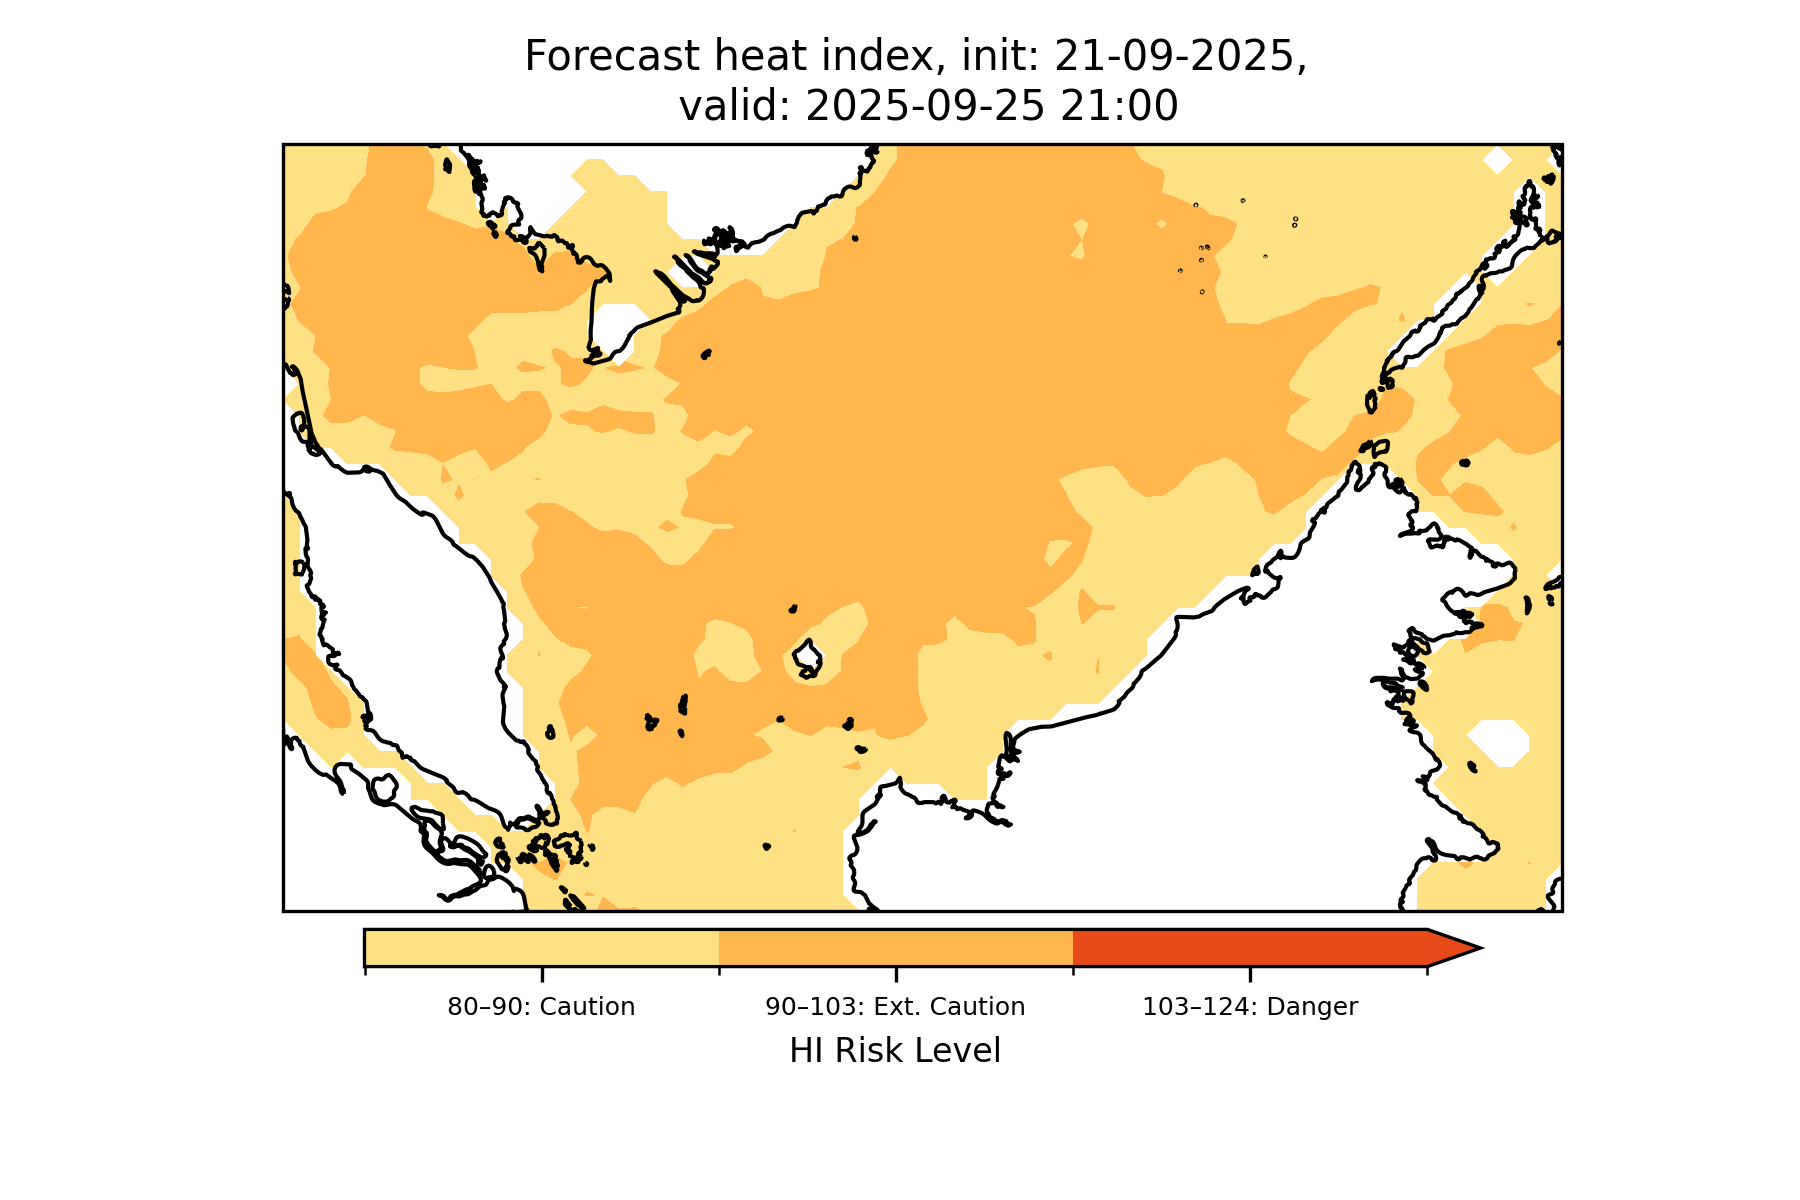 Forecast heat index, init: 21-09-2025,
valid: 2025-09-25 21:00
80–90: Caution
90–103: Ext. Caution
103–124: Danger
HI Risk Level